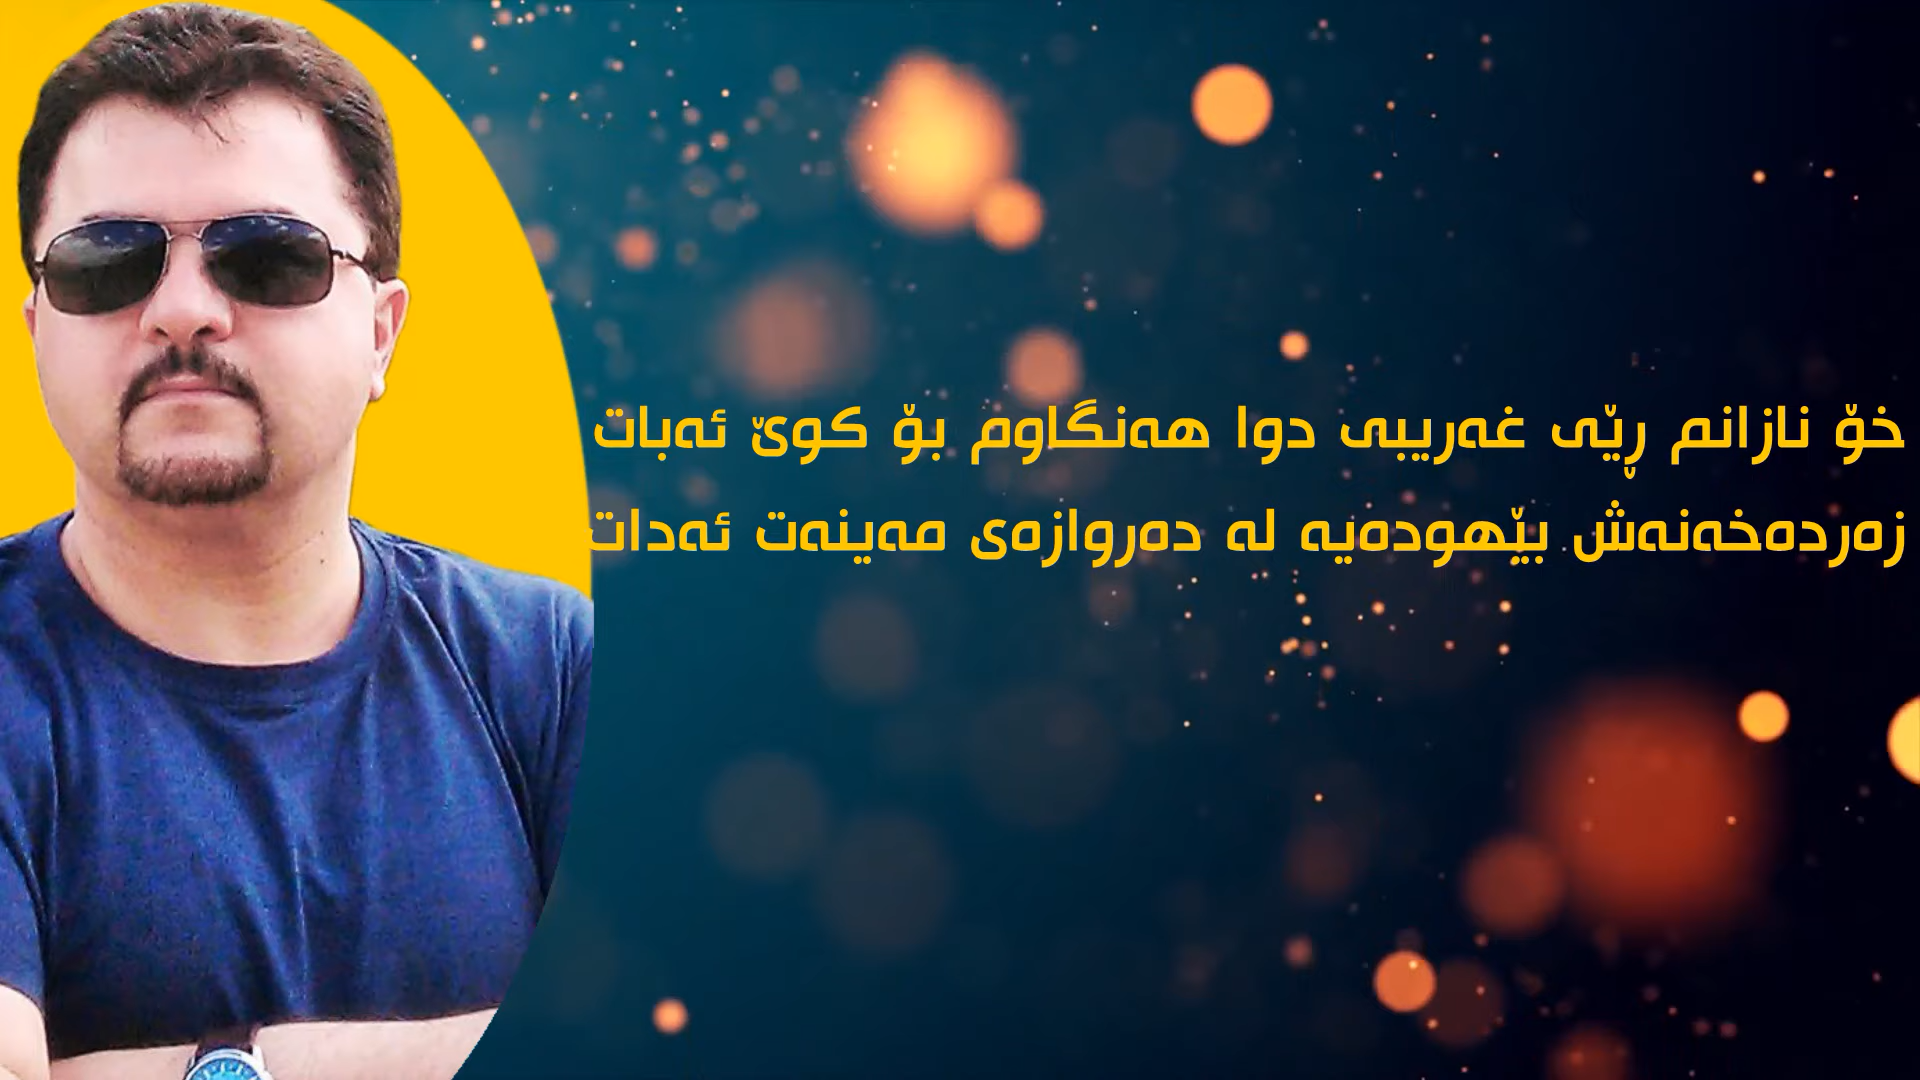 خۆ نازانم ڕێی غەریبی دوا هەنگاوم بۆ کوێ ئەبات
زەردەخەنەش بێهودەیە لە دەروازەی مەینەت ئەدات